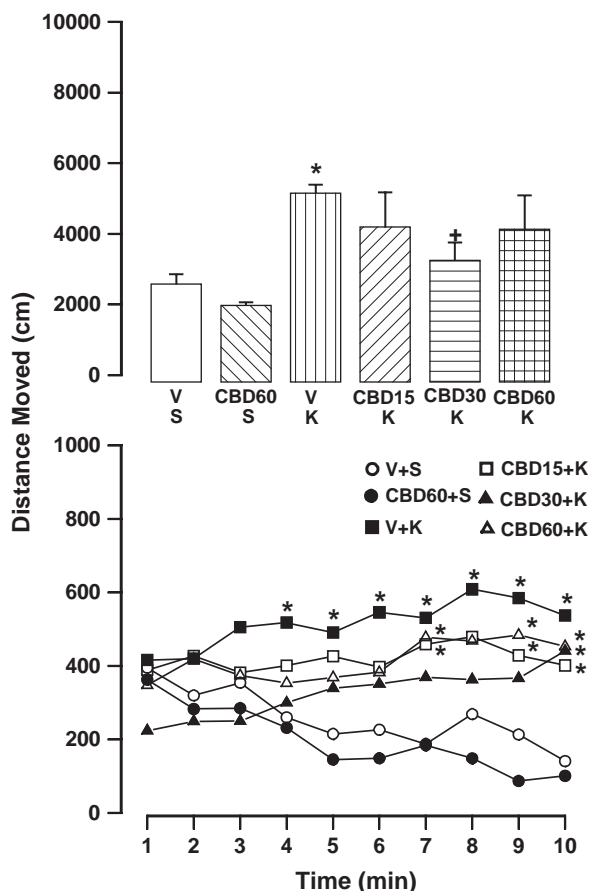 10000
8000
6000
4000
2000
0
*
+
V CBD60 V CBD15 CBD30 CBD60
S S K K K K
Distance Moved (cm)
1000
800
600
400
200
0
V+S CBD15+K
CBD60+S CBD30+K
V+K CBD60+K
* * * * * * *
* * *
* * *
*
1 2 3 4 5 6 7 8 9 10
Time (min)